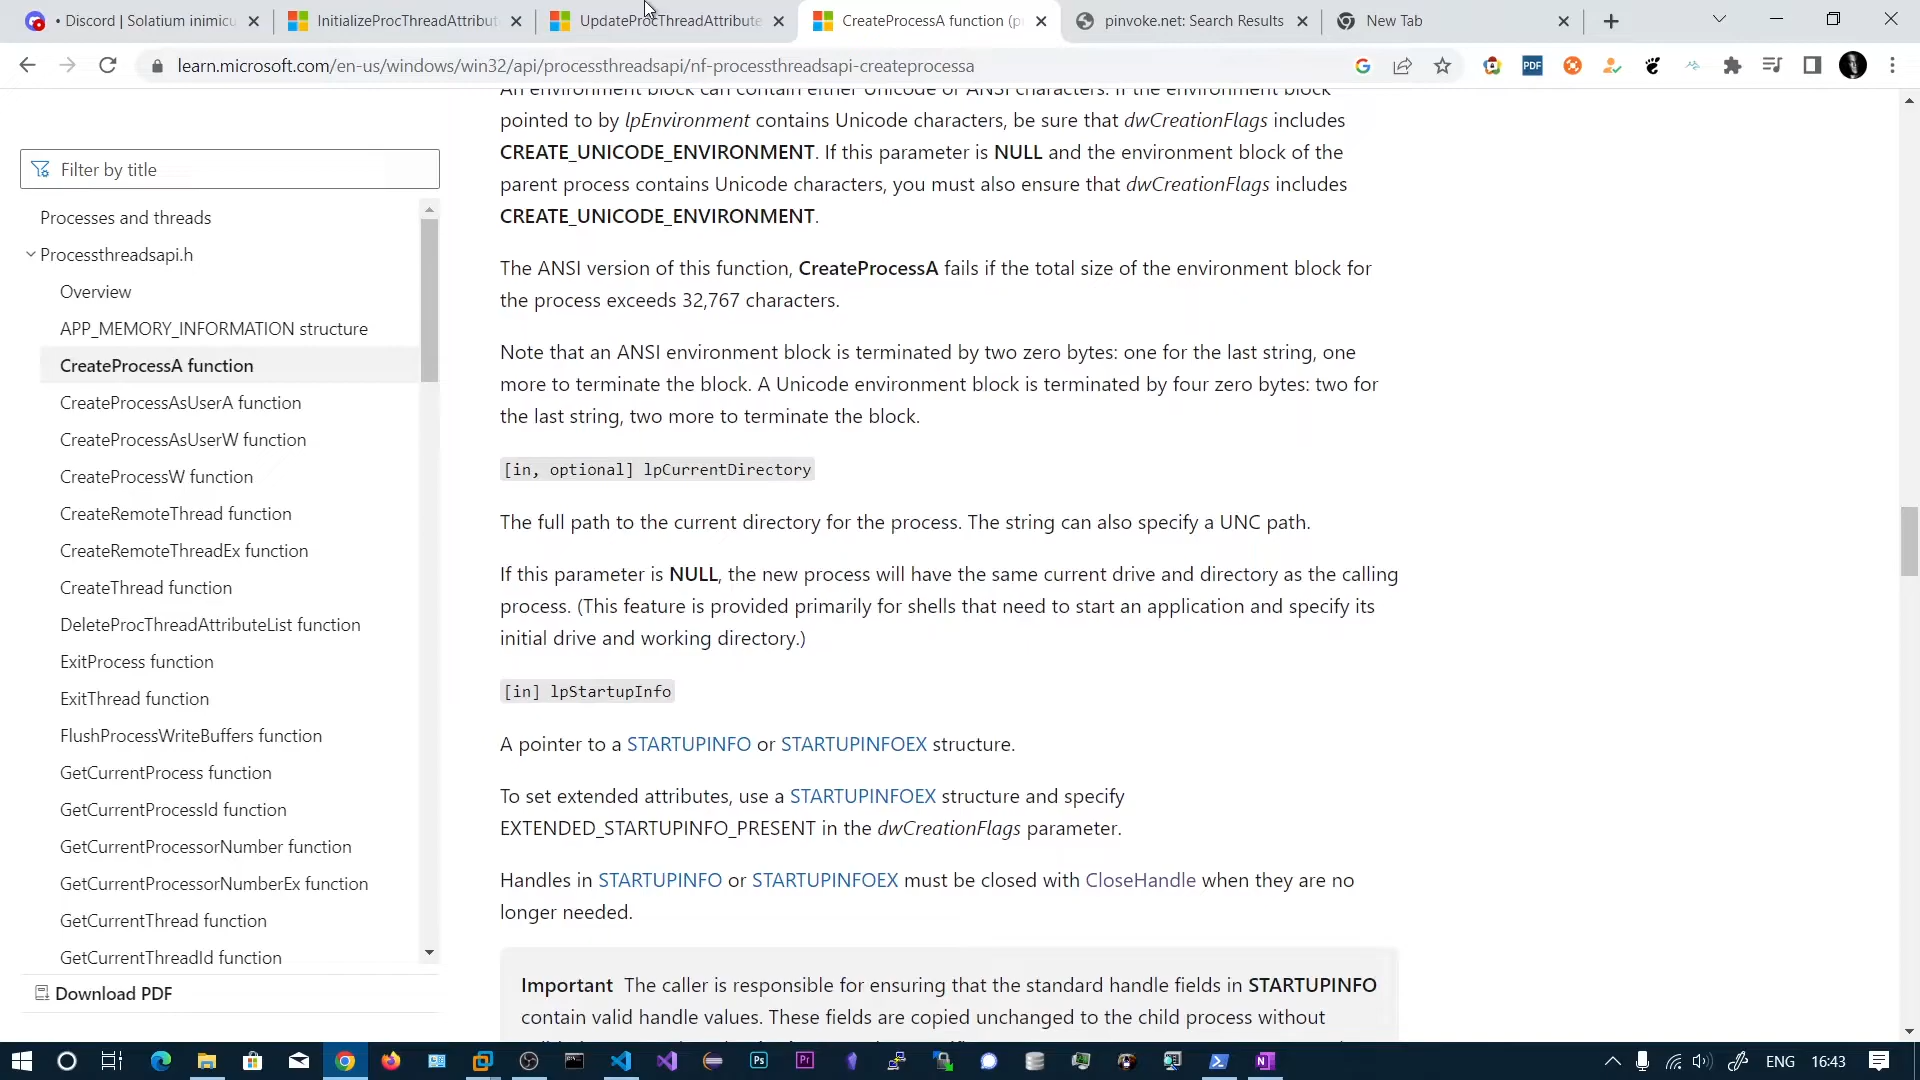 • Discord | Solatium inimicu
InitializeProcThreadAttribut
UpdateProcThreadAttribute
CreateProcessA function (p
pinvoke.net: Search Results
New Tab
learn.microsoft.com/en-us/windows/win32/api/processthreadsapi/nf-processthreadsapi-createprocessa
Filter by title
Processes and threads
Processthreadsapi.h
Overview
APP_MEMORY_INFORMATION structure
CreateProcessA function
CreateProcessAsUserA function
CreateProcessAsUserW function
CreateProcessW function
CreateRemoteThread function
CreateRemoteThreadEx function
CreateThread function
DeleteProcThreadAttributeList function
ExitProcess function
ExitThread function
FlushProcessWriteBuffers function
GetCurrentProcess function
GetCurrentProcessId function
GetCurrentProcessorNumber function
GetCurrentProcessorNumberEx function
GetCurrentThread function
GetCurrentThreadId function
Download PDF
An environment block can contain either Unicode or ANSI characters. If the environment block
pointed to by lpEnvironment contains Unicode characters, be sure that dwCreationFlags includes
CREATE_UNICODE_ENVIRONMENT. If this parameter is NULL and the environment block of the
parent process contains Unicode characters, you must also ensure that dwCreationFlags includes
CREATE_UNICODE_ENVIRONMENT.
The ANSI version of this function, CreateProcessA fails if the total size of the environment block for
the process exceeds 32,767 characters.
Note that an ANSI environment block is terminated by two zero bytes: one for the last string, one
more to terminate the block. A Unicode environment block is terminated by four zero bytes: two for
the last string, two more to terminate the block.
[in, optional] lpCurrentDirectory
The full path to the current directory for the process. The string can also specify a UNC path.
If this parameter is NULL, the new process will have the same current drive and directory as the calling
process. (This feature is provided primarily for shells that need to start an application and specify its
initial drive and working directory.)
[in] lpStartupInfo
A pointer to a STARTUPINFO or STARTUPINFOEX structure.
To set extended attributes, use a STARTUPINFOEX structure and specify
EXTENDED_STARTUPINFO_PRESENT in the dwCreationFlags parameter.
Handles in STARTUPINFO or STARTUPINFOEX must be closed with CloseHandle when they are no
longer needed.
Important The caller is responsible for ensuring that the standard handle fields in STARTUPINFO
contain valid handle values. These fields are copied unchanged to the child process without
ENG
16:43